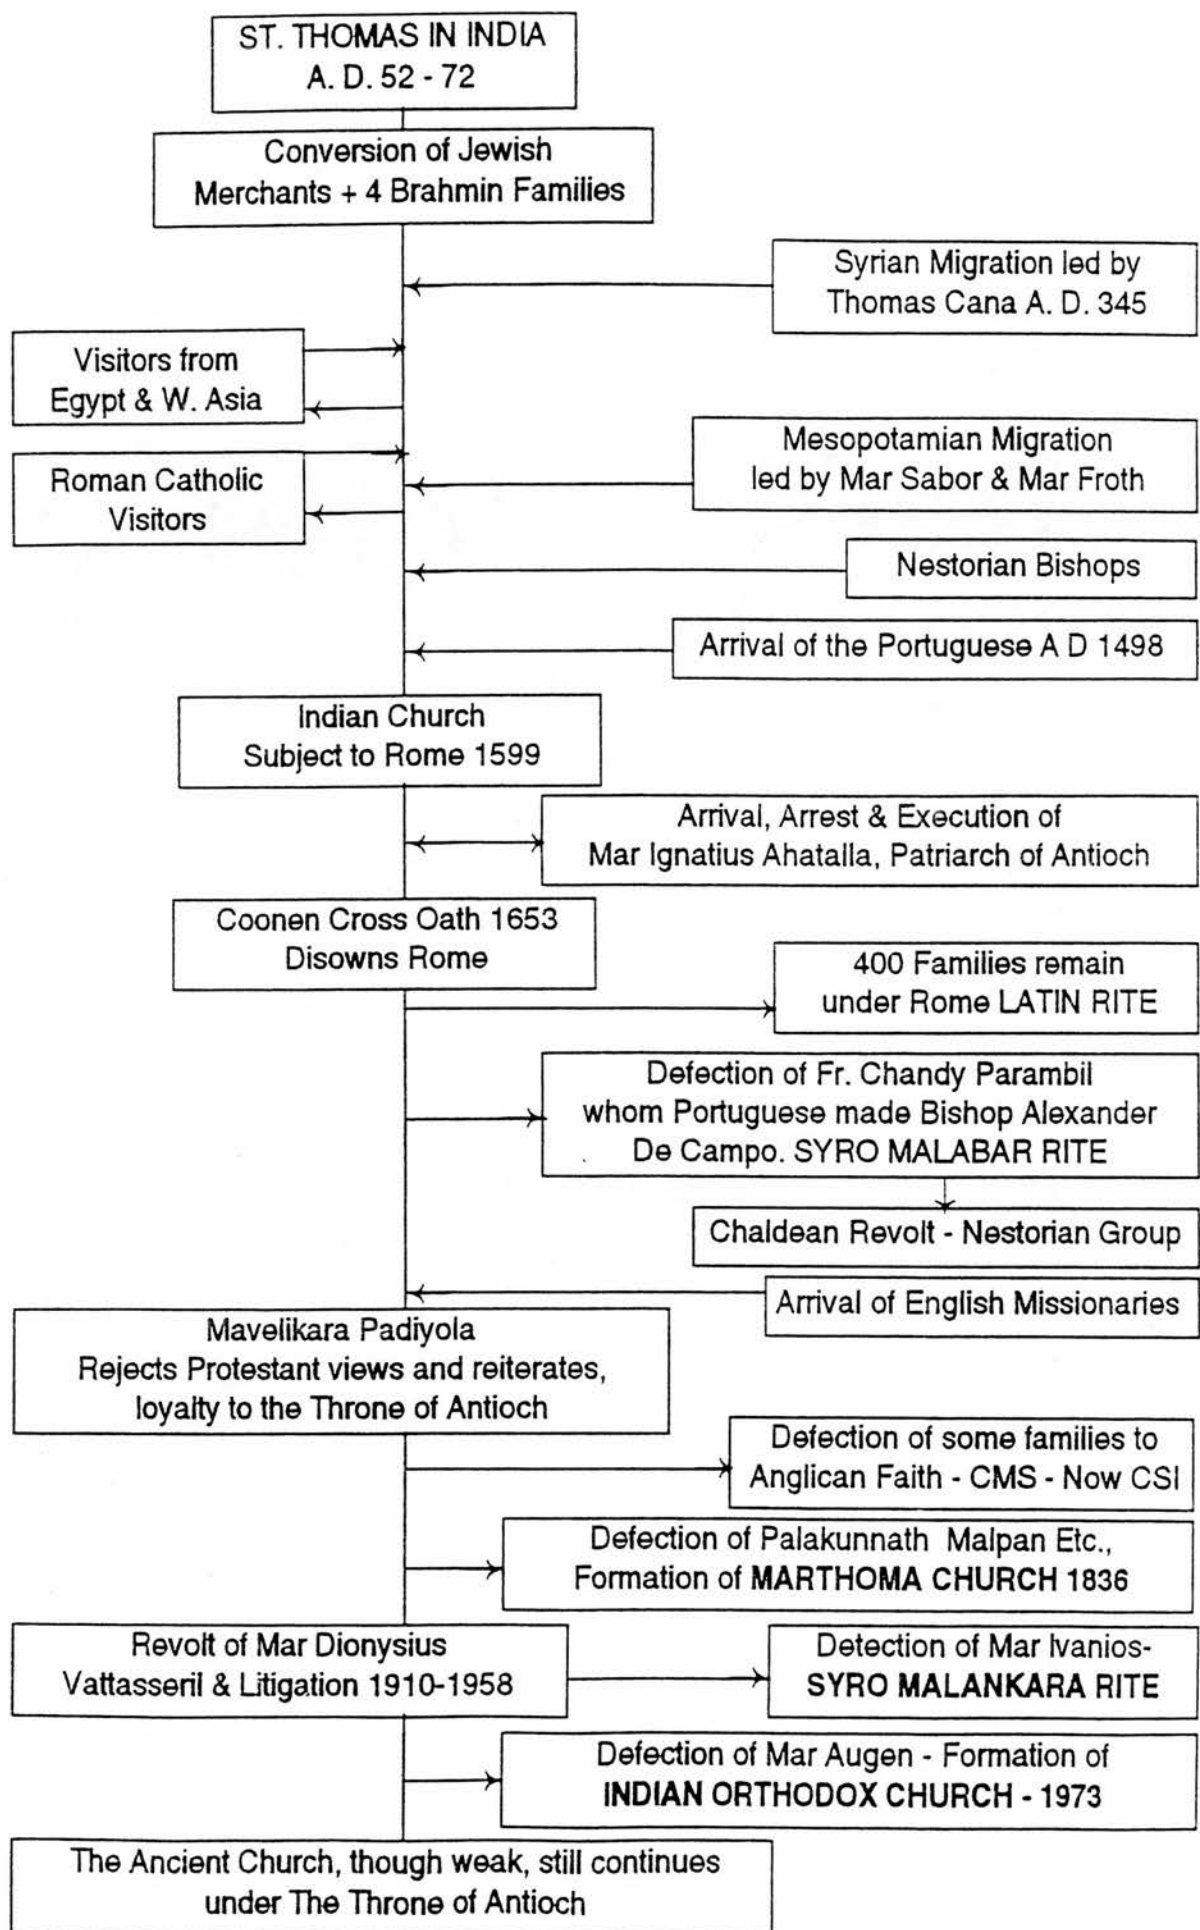 ST. THOMAS IN INDIA
A. D. 52 - 72
Conversion of Jewish
Merchants + 4 Brahmin Families
Syrian Migration led by
Thomas Cana A. D. 345
Visitors from
Egypt & W. Asia
Mesopotamian Migration
led by Mar Sabor & Mar Froth
Roman Catholic
Visitors
Nestorian Bishops
Arrival of the Portuguese A D 1498
Indian Church
Subject to Rome 1599
Arrival, Arrest & Execution of
Mar Ignatius Ahatalla, Patriarch of Antioch
Coonen Cross Oath 1653
Disowns Rome
400 Families remain
under Rome LATIN RITE
Defection of Fr. Chandy Parambil
whom Portuguese made Bishop Alexander
De Campo. SYRO MALABAR RITE
Chaldean Revolt - Nestorian Group
Arrival of English Missionaries
Mavelikara Padiyola
Rejects Protestant views and reiterates,
loyalty to the Throne of Antioch
Defection of some families to
Anglican Faith - CMS - Now CSI
Defection of Palakunnath Malpan Etc.,
Formation of MARTHOMA CHURCH 1836
Revolt of Mar Dionysius
Vattasseril & Litigation 1910-1958
Detection of Mar Ivanios-
SYRO MALANKARA RITE
Defection of Mar Augen - Formation of
INDIAN ORTHODOX CHURCH - 1973
The Ancient Church, though weak, still continues
under The Throne of Antioch